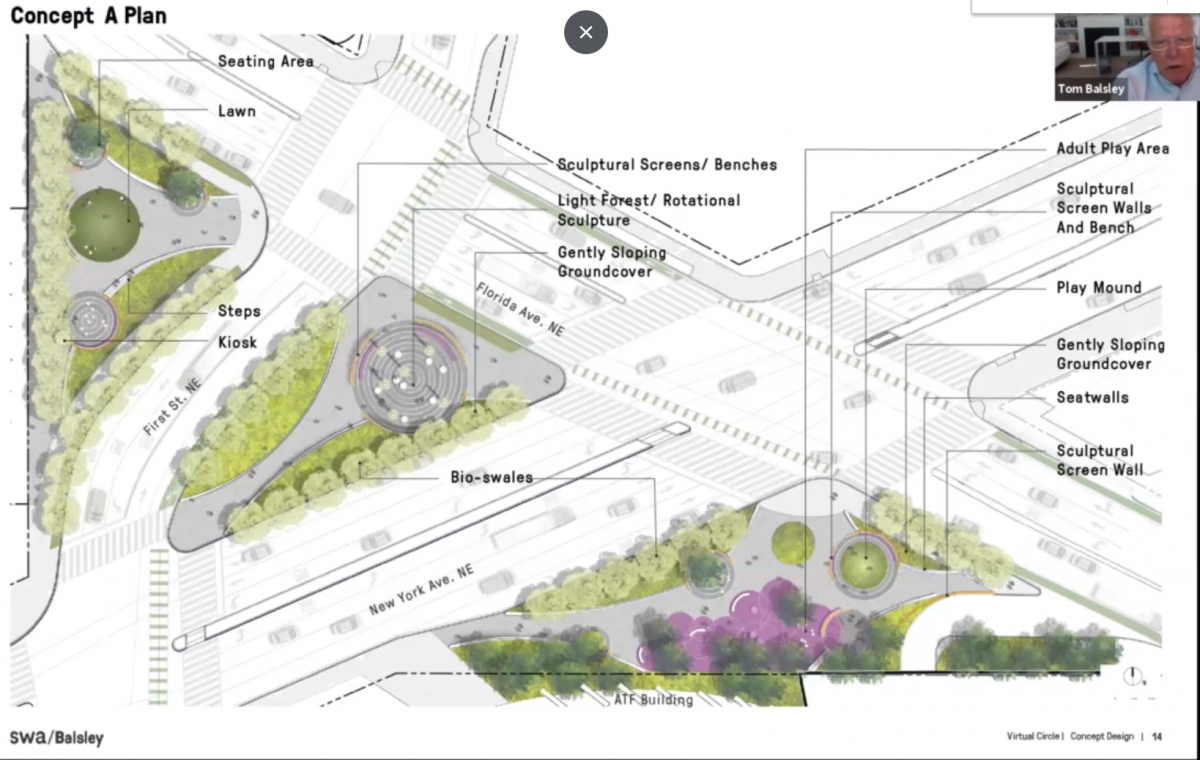 Concept A Plan
Seating Area
Lawn
Sculptural Screens/ Benches
Light Forest/ Rotational
Sculpture
Gently Sloping
Groundcover
Steps
Kiosk
First St. NE
Florida Ave. NE
Bio-swales
New York Ave. NE
ATF Building
Tom Balsley
Adult Play Area
Sculptural
Screen Walls
And Bench
Play Mound
Gently Sloping
Groundcover
Seatwalls
Sculptural
Screen Wall
swa/Balsley
Virtual Circle | Concept Design | 14